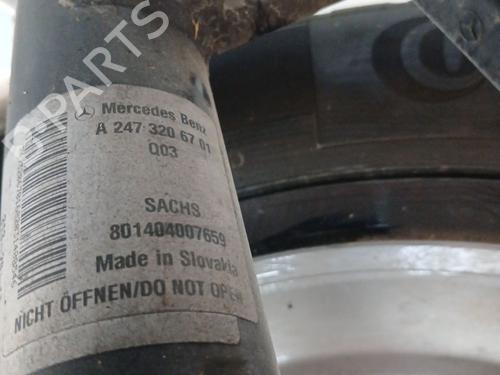 Mercedes Benz
A 247 320 67 01
Q03
SACHS
801404007659
Made in Slovakia
NICHT ÖFFNEN/DO NOT OPEN
B-PARTS